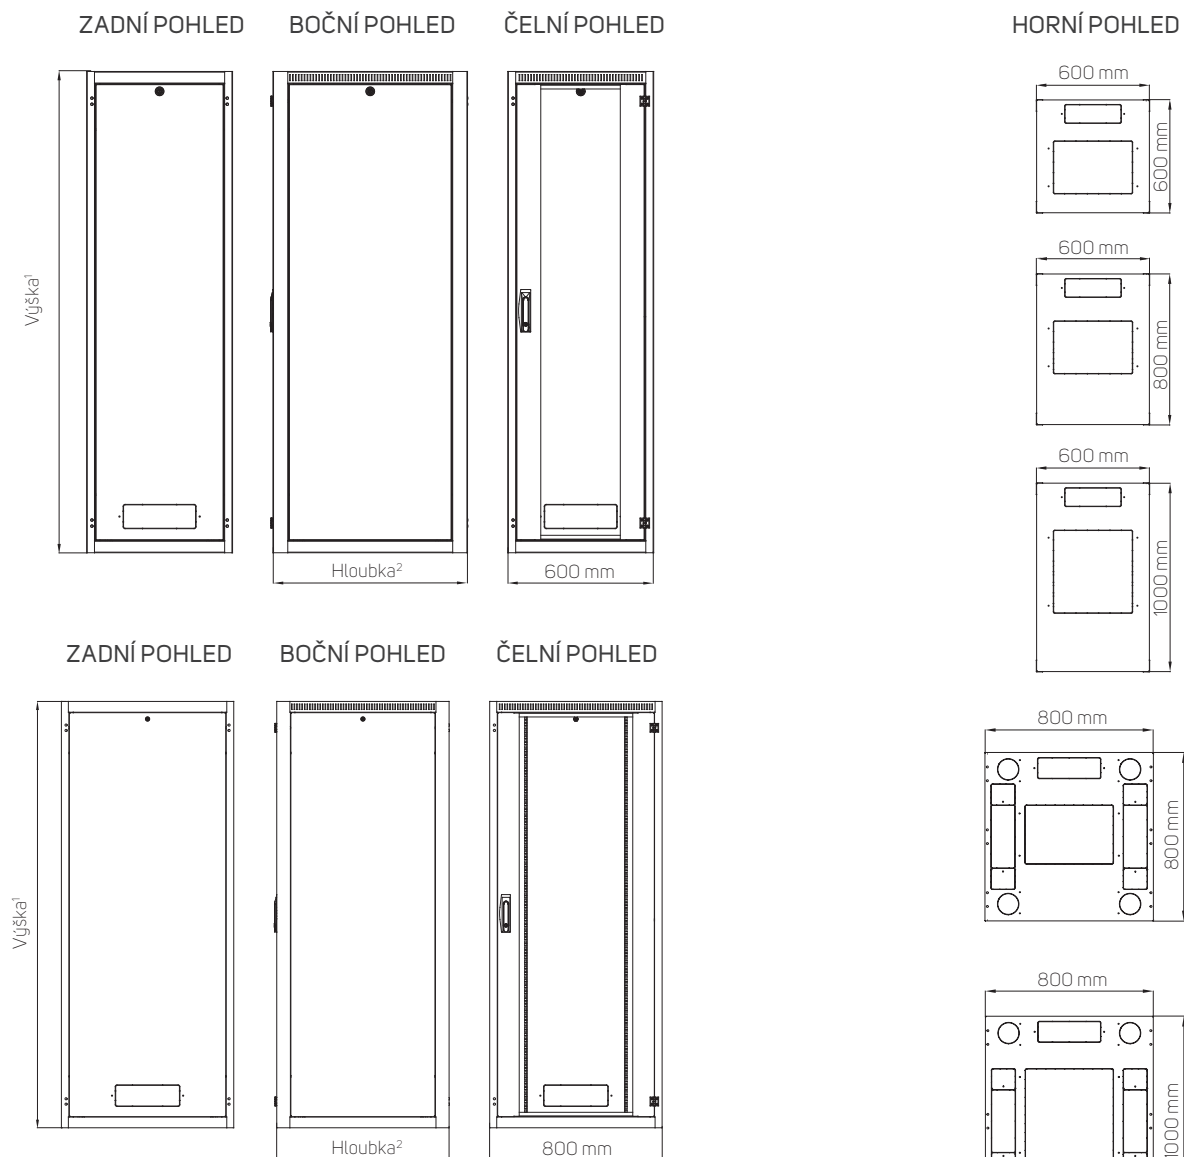 ZADNÍ POHLED BOČNÍ POHLED ČELNÍ POHLED HORNÍ POHLED
600 mm
600 mm
600 mm
800 mm
Výška¹
600 mm
1000 mm
Hloubka² 600 mm
ZADNÍ POHLED BOČNÍ POHLED ČELNÍ POHLED
800 mm
800 mm
Výška¹
800 mm
1000 mm
Hloubka² 800 mm